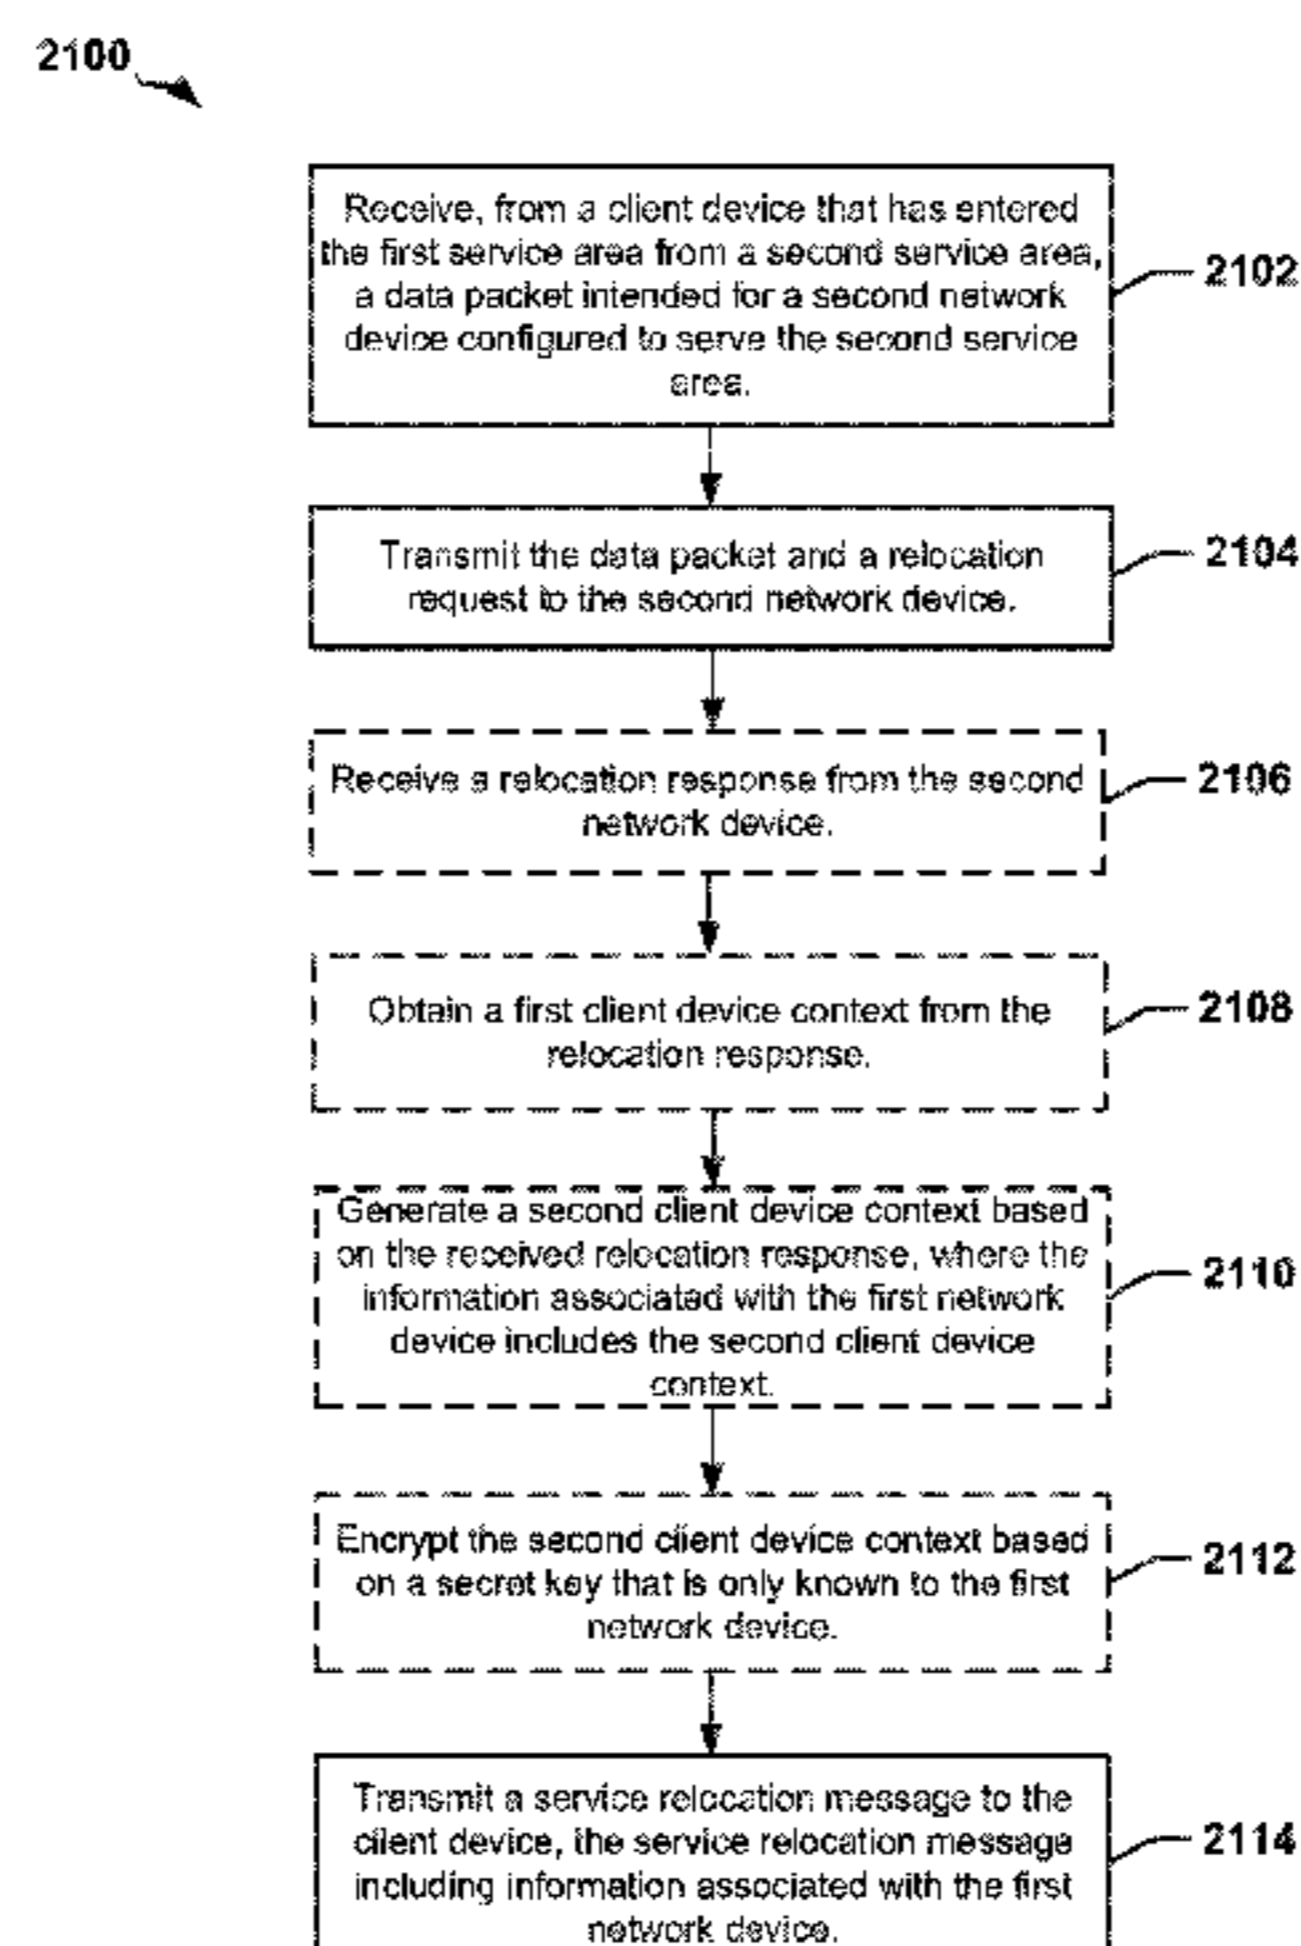 2100
Receive, from a client device that has entered
the first service area from a second service area,
a data packet intended for a second network
device configured to serve the second service
area.
2102
Transmit the data packet and a relocation
request to the second network device.
2104
Receive a relocation response from the second
network device.
2106
Obtain a first client device context from the
relocation response.
2108
Generate a second client device context based
on the received relocation response, where the
information associated with the first network
device includes the second client device
context.
2110
Encrypt the second client device context based
on a secret key that is only known to the first
network device.
2112
Transmit a service relocation message to the
client device, the service relocation message
including information associated with the first
network device.
2114